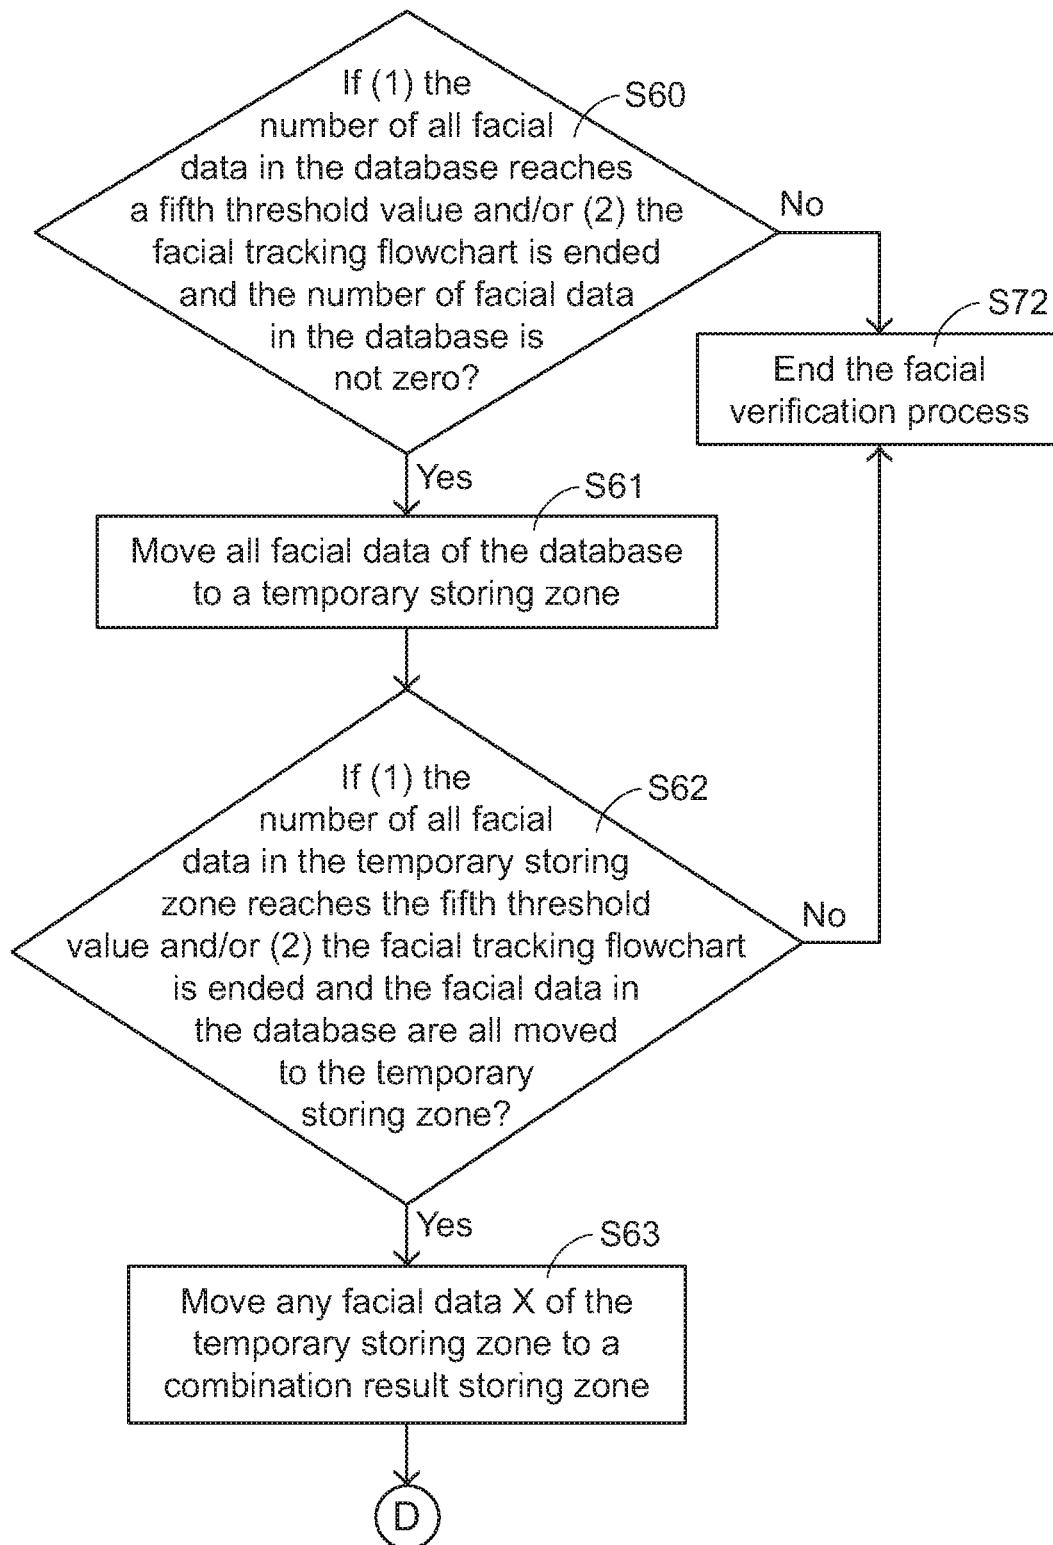 If (1) the
number of all facial
data in the database reaches
a fifth threshold value and/or (2) the
facial tracking flowchart is ended
and the number of facial data
in the database is
not zero?
S60
No
S72
End the facial
verification process
Yes
S61
Move all facial data of the database
to a temporary storing zone
If (1) the
number of all facial
data in the temporary storing
zone reaches the fifth threshold
value and/or (2) the facial tracking flowchart
is ended and the facial data in
the database are all moved
to the temporary
storing zone?
S62
No
Yes
S63
Move any facial data X of the
temporary storing zone to a
combination result storing zone
D